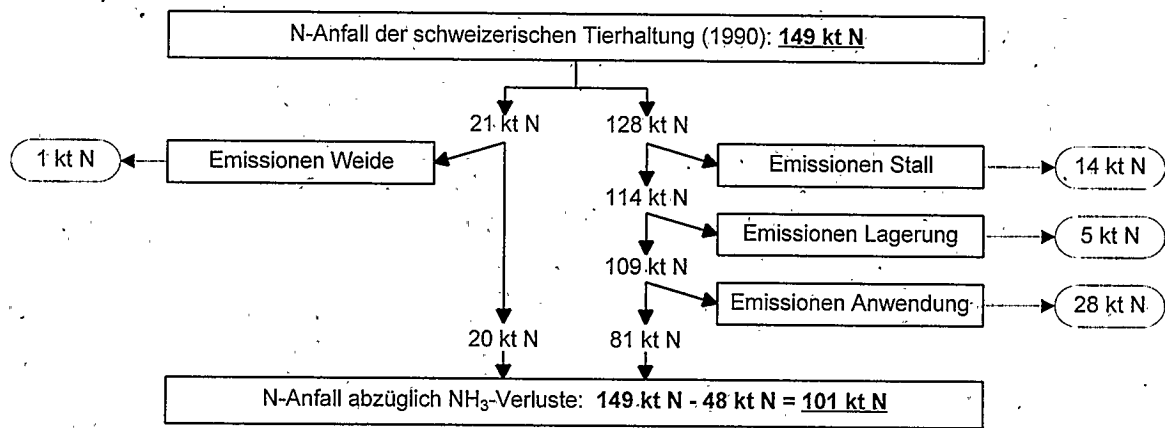 N-Anfall der schweizerischen Tierhaltung (1990): 149 kt N
21 kt N
128 kt N
1 kt N
Emissionen Weide
Emissionen Stall
14 kt N
114 kt N
Emissionen Lagerung
5 kt N
109 kt N
Emissionen Anwendung
28 kt N
20 kt N
81 kt N
N-Anfall abzüglich NH₃-Verluste: 149 kt N - 48 kt N = 101 kt N